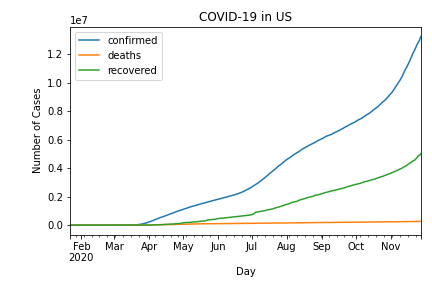 COVID-19 in US
1e7
confirmed
deaths
recovered
Number of Cases
1.2
1.0
0.8
0.6
0.4
0.2
0.0
Feb Mar Apr May Jun Jul Aug Sep Oct Nov
2020
Day